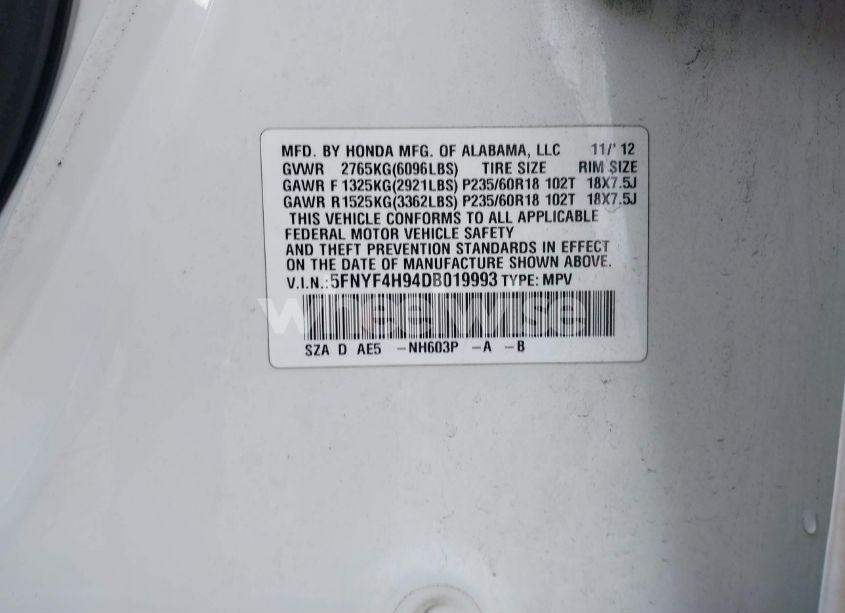 MFD. BY HONDA MFG. OF ALABAMA, LLC 11/' 12
GVWR 2765KG(6096LBS) TIRE SIZE RIM SIZE
GAWR F 1325KG(2921LBS) P235/60R18 102T 18X7.5J
GAWR R1525KG(3362LBS) P235/60R18 102T 18X7.5J
THIS VEHICLE CONFORMS TO ALL APPLICABLE
FEDERAL MOTOR VEHICLE SAFETY
AND THEFT PREVENTION STANDARDS IN EFFECT
ON THE DATE OF MANUFACTURE SHOWN ABOVE.
V.I.N.:5FNYF4H94DB019993 TYPE: MPV
wheelwise
SZA D AE5 -NH603P -A -B